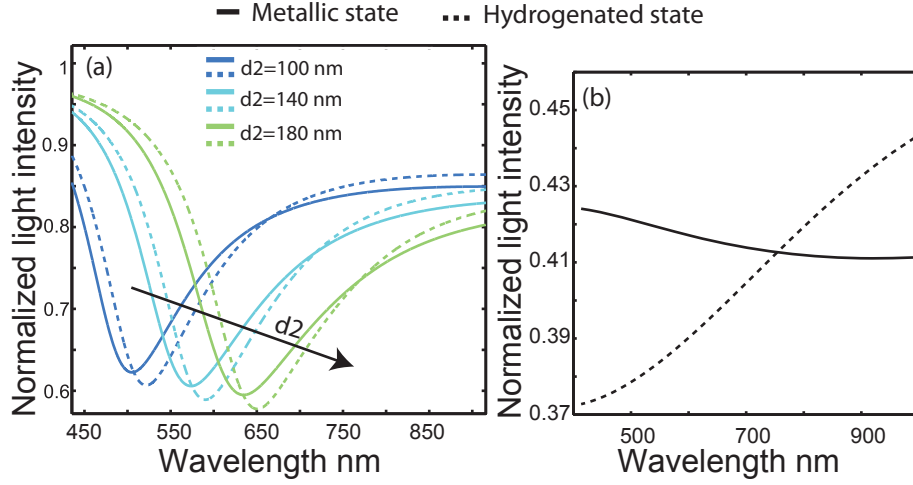 Metallic state
Hydrogenated state
(a)
d2=100 nm
d2=140 nm
d2=180 nm
d2
Normalized light intensity
1
0.9
0.8
0.7
0.6
450
550
650
750
850
Wavelength nm
(b)
Normalized light intensity
0.45
0.43
0.41
0.39
0.37
500
700
900
Wavelength nm